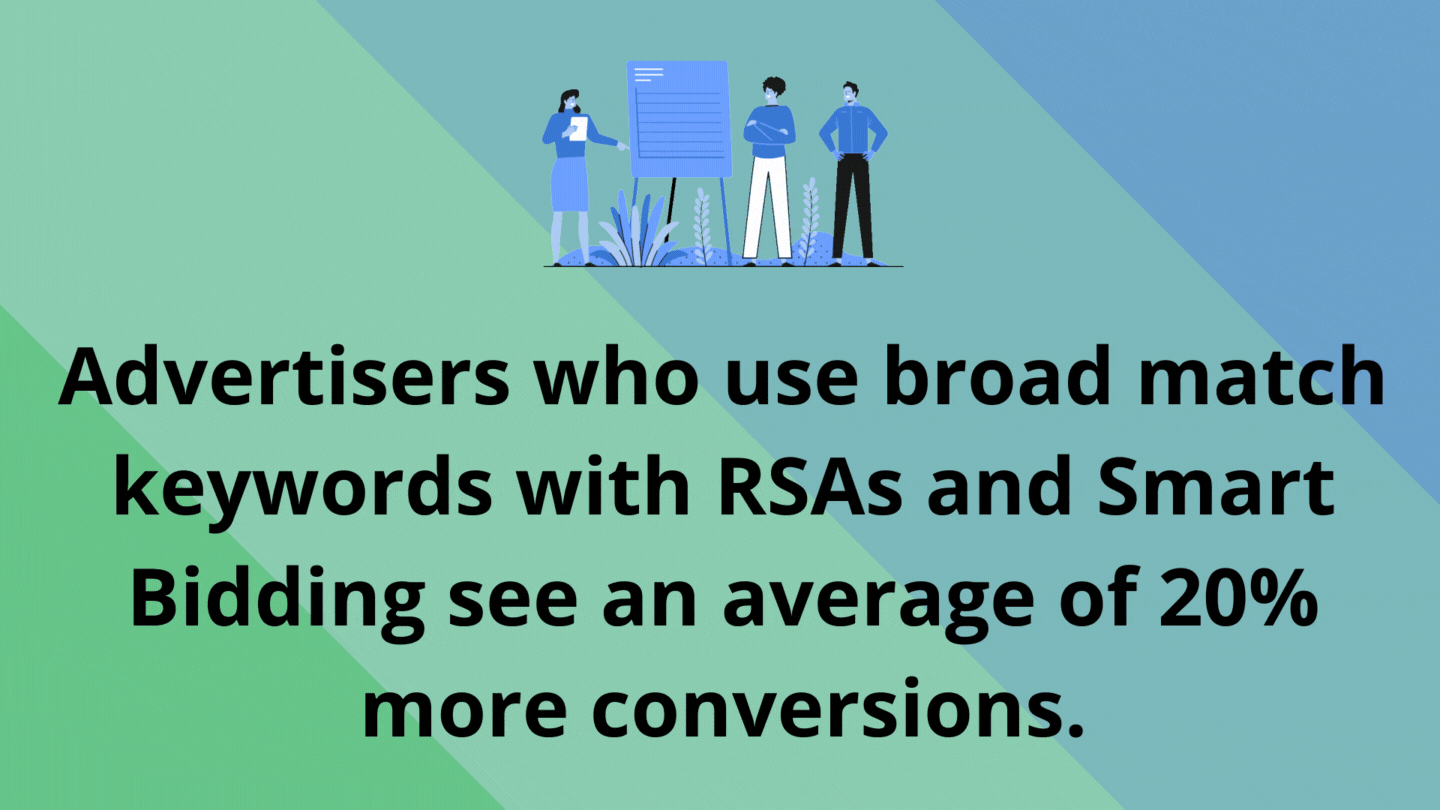 Advertisers who use broad match
keywords with RSAs and Smart
Bidding see an average of 20%
more conversions.